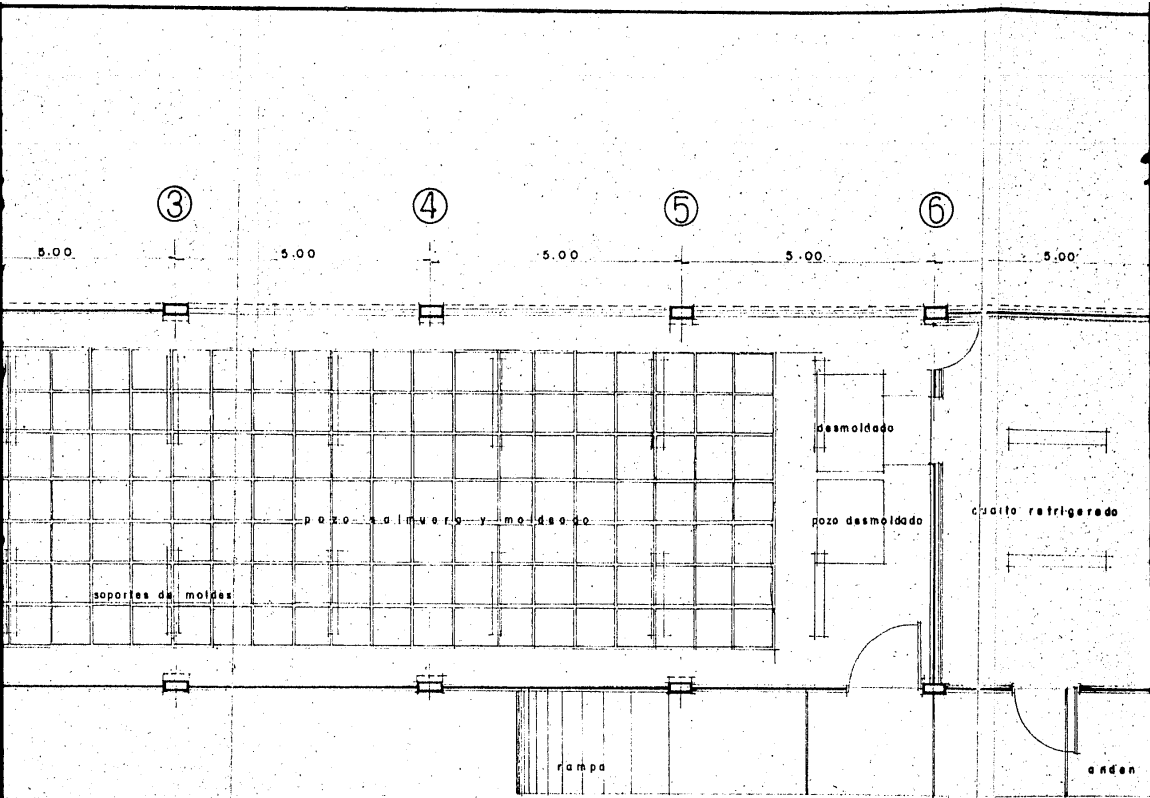 3 4 5 6
5.00 5.00 5.00 5.00 5.00
desmoldado
pozo salmuera y moldeado
pozo desmoldado
cuarto refrigerado
soportes de moldes
rampa
anden